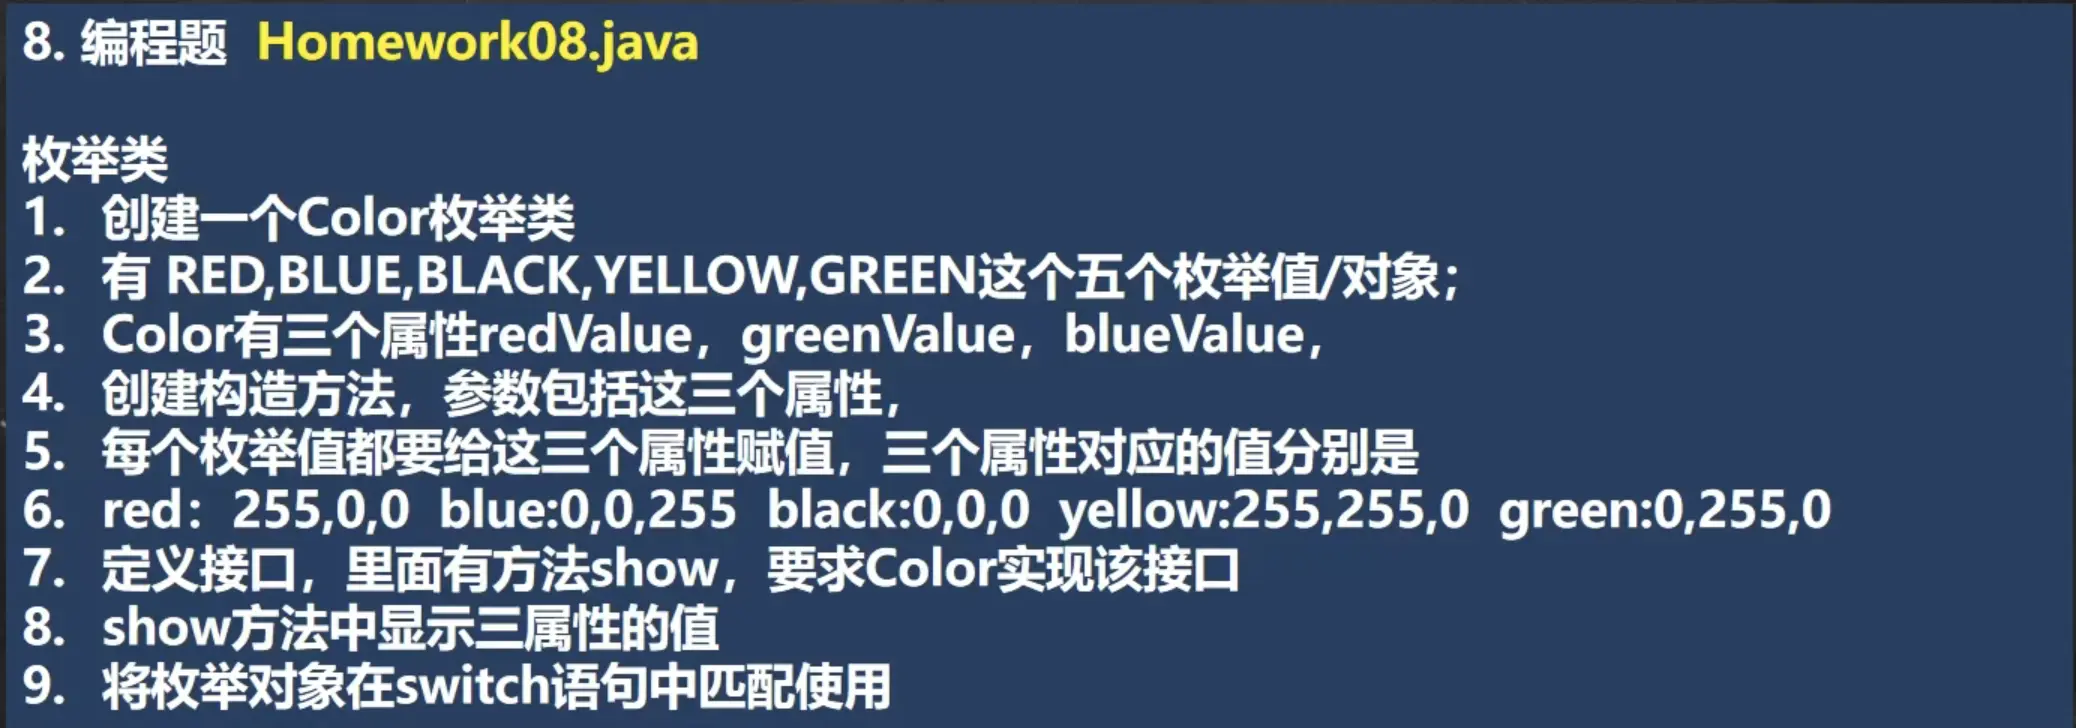 8. 编程题 Homework08.java
枚举类
1. 创建一个Color枚举类
2. 有 RED,BLUE,BLACK,YELLOW,GREEN这个五个枚举值/对象；
3. Color有三个属性redValue，greenValue，blueValue，
4. 创建构造方法，参数包括这三个属性，
5. 每个枚举值都要给这三个属性赋值，三个属性对应的值分别是
6. red：255,0,0 blue:0,0,255 black:0,0,0 yellow:255,255,0 green:0,255,0
7. 定义接口，里面有方法show，要求Color实现该接口
8. show方法中显示三属性的值
9. 将枚举对象在switch语句中匹配使用